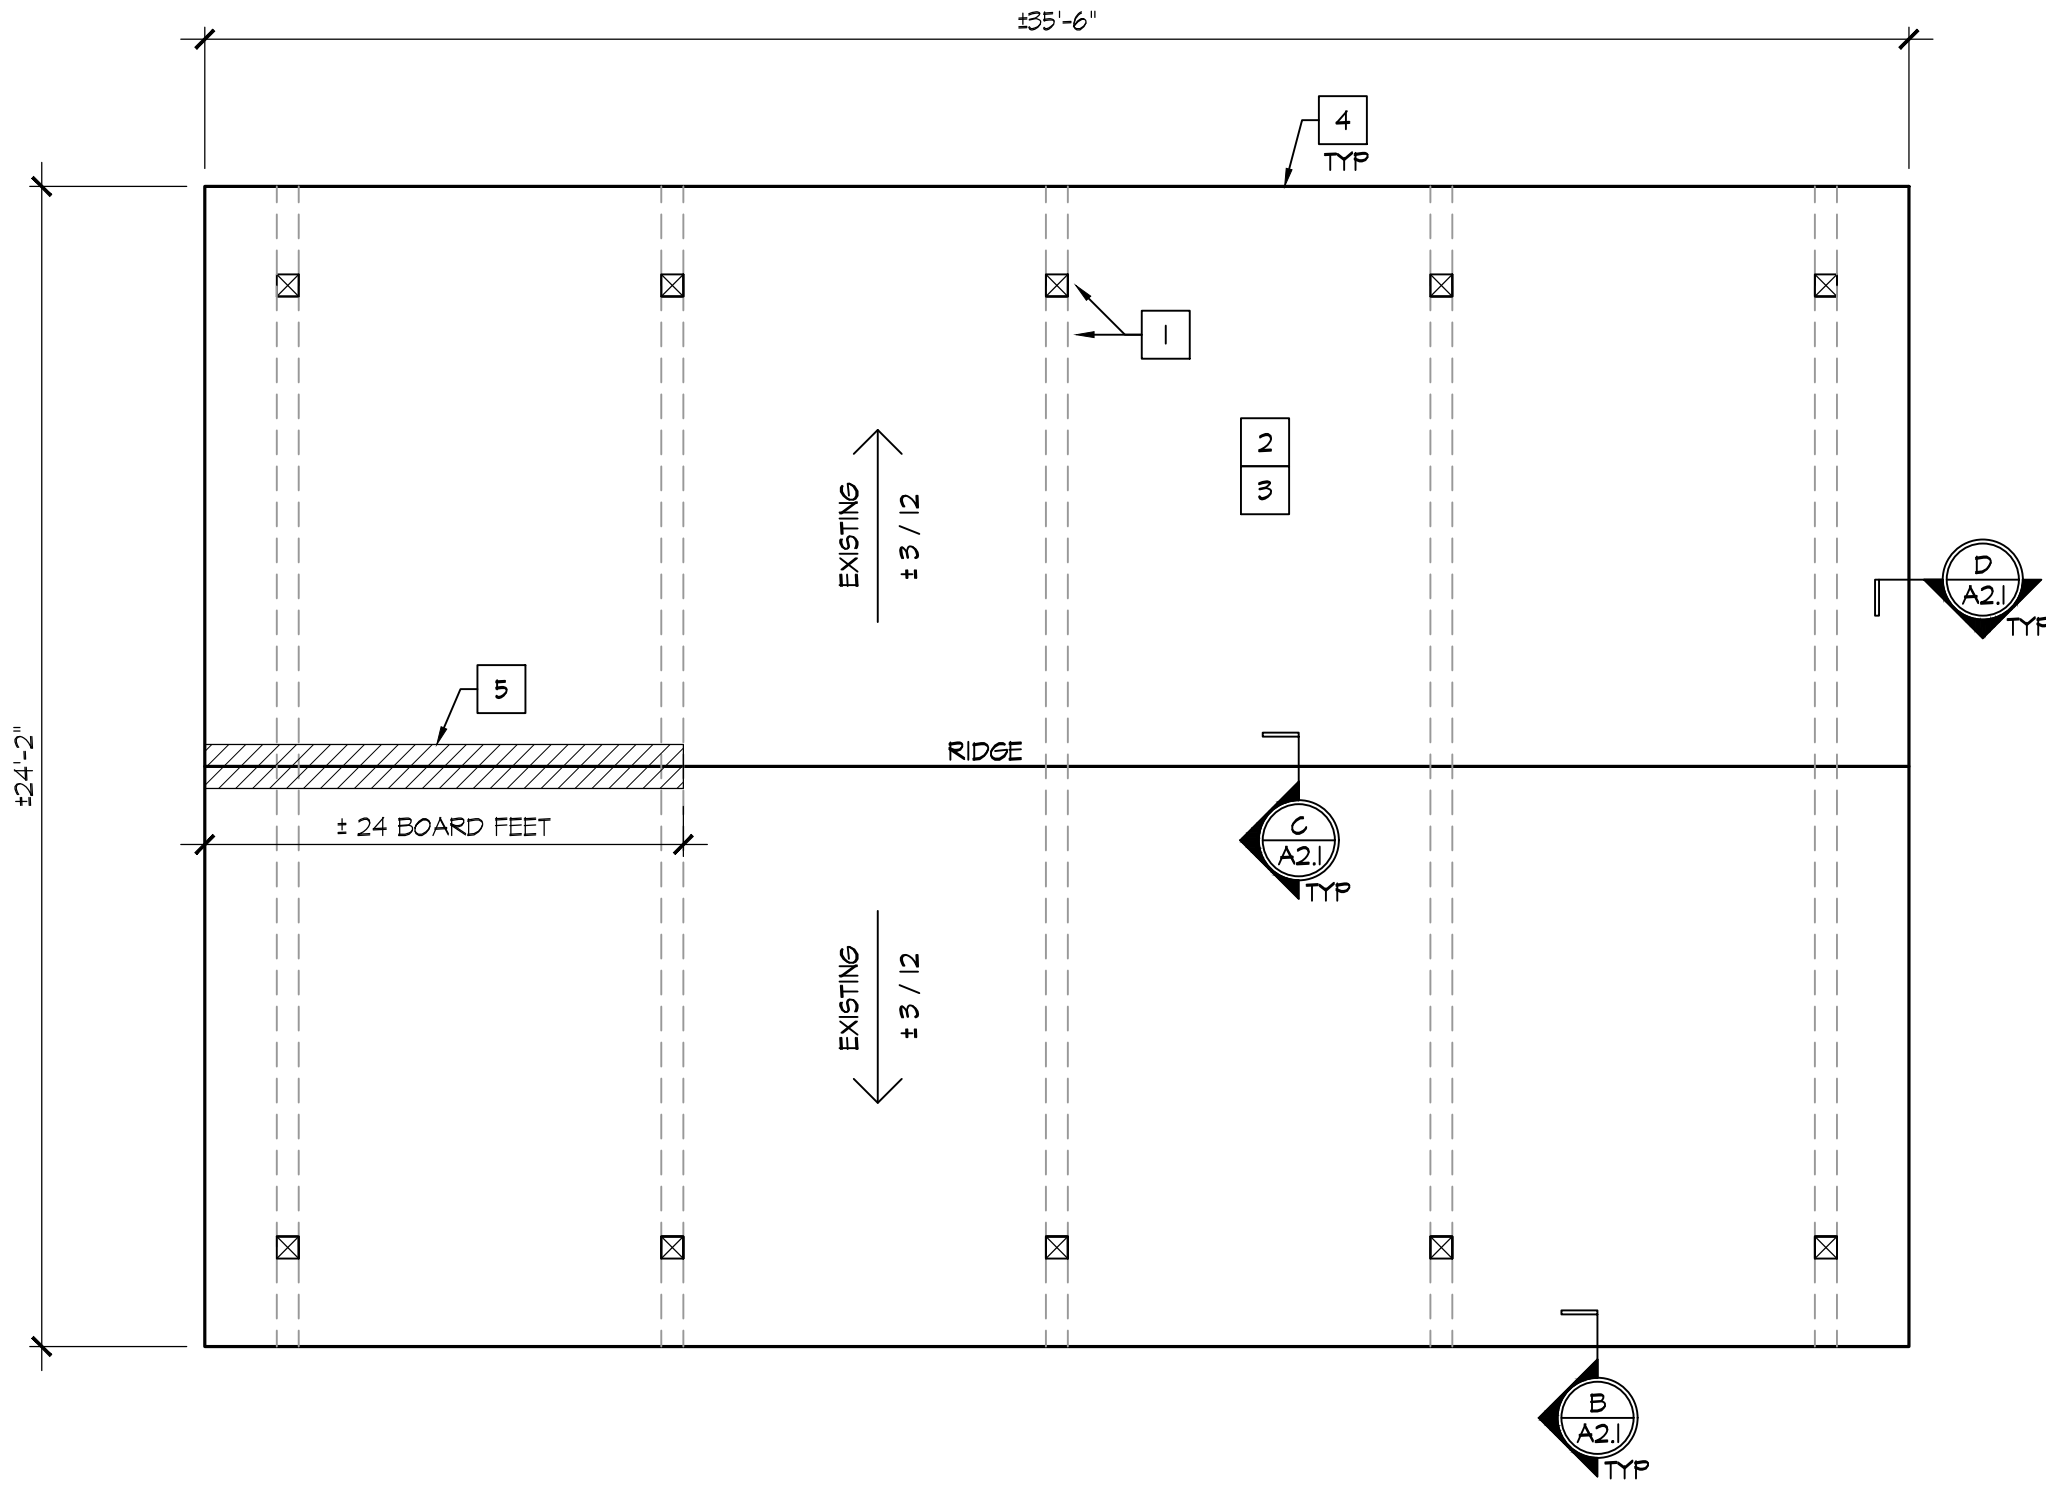 ±35'-6"
4
TYP
1
EXISTING
± 3 / 12
2
3
D
A2.1
TYP
5
±24'-2"
RIDGE
± 24 BOARD FEET
C
A2.1
TYP
EXISTING
± 3 / 12
B
A2.1
TYP